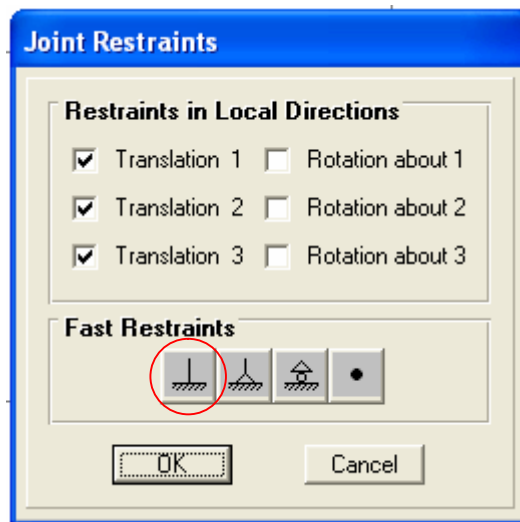 Joint Restraints
Restraints in Local Directions
Translation 1 Rotation about 1
Translation 2 Rotation about 2
Translation 3 Rotation about 3
Fast Restraints
OK Cancel